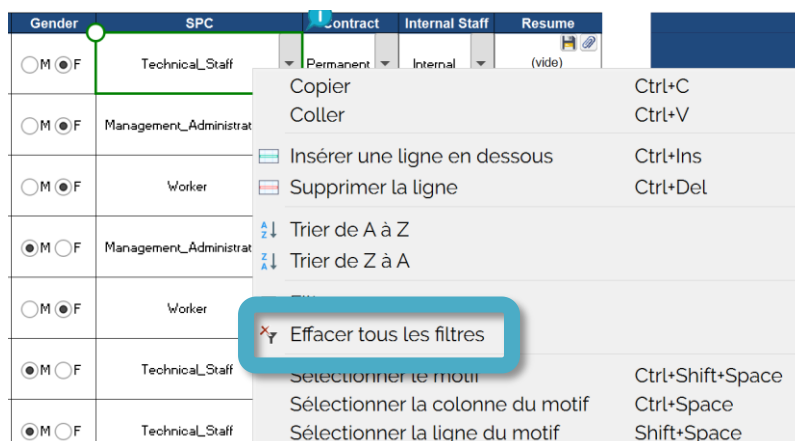 Gender SPC Contract Internal Staff Resume
M F Technical_Staff Permanent Internal (vide)
Copier Ctrl+C
M F Management_Administrat Coller Ctrl+V
Insérer une ligne en dessous Ctrl+Ins
M F Worker Supprimer la ligne Ctrl+Del
Trier de A à Z
M F Management_Administrat Trier de Z à A
M F Worker
Effacer tous les filtres
M F Technical_Staff Sélectionner le motif Ctrl+Shift+Space
Sélectionner la colonne du motif Ctrl+Space
M F Technical_Staff Sélectionner la ligne du motif Shift+Space